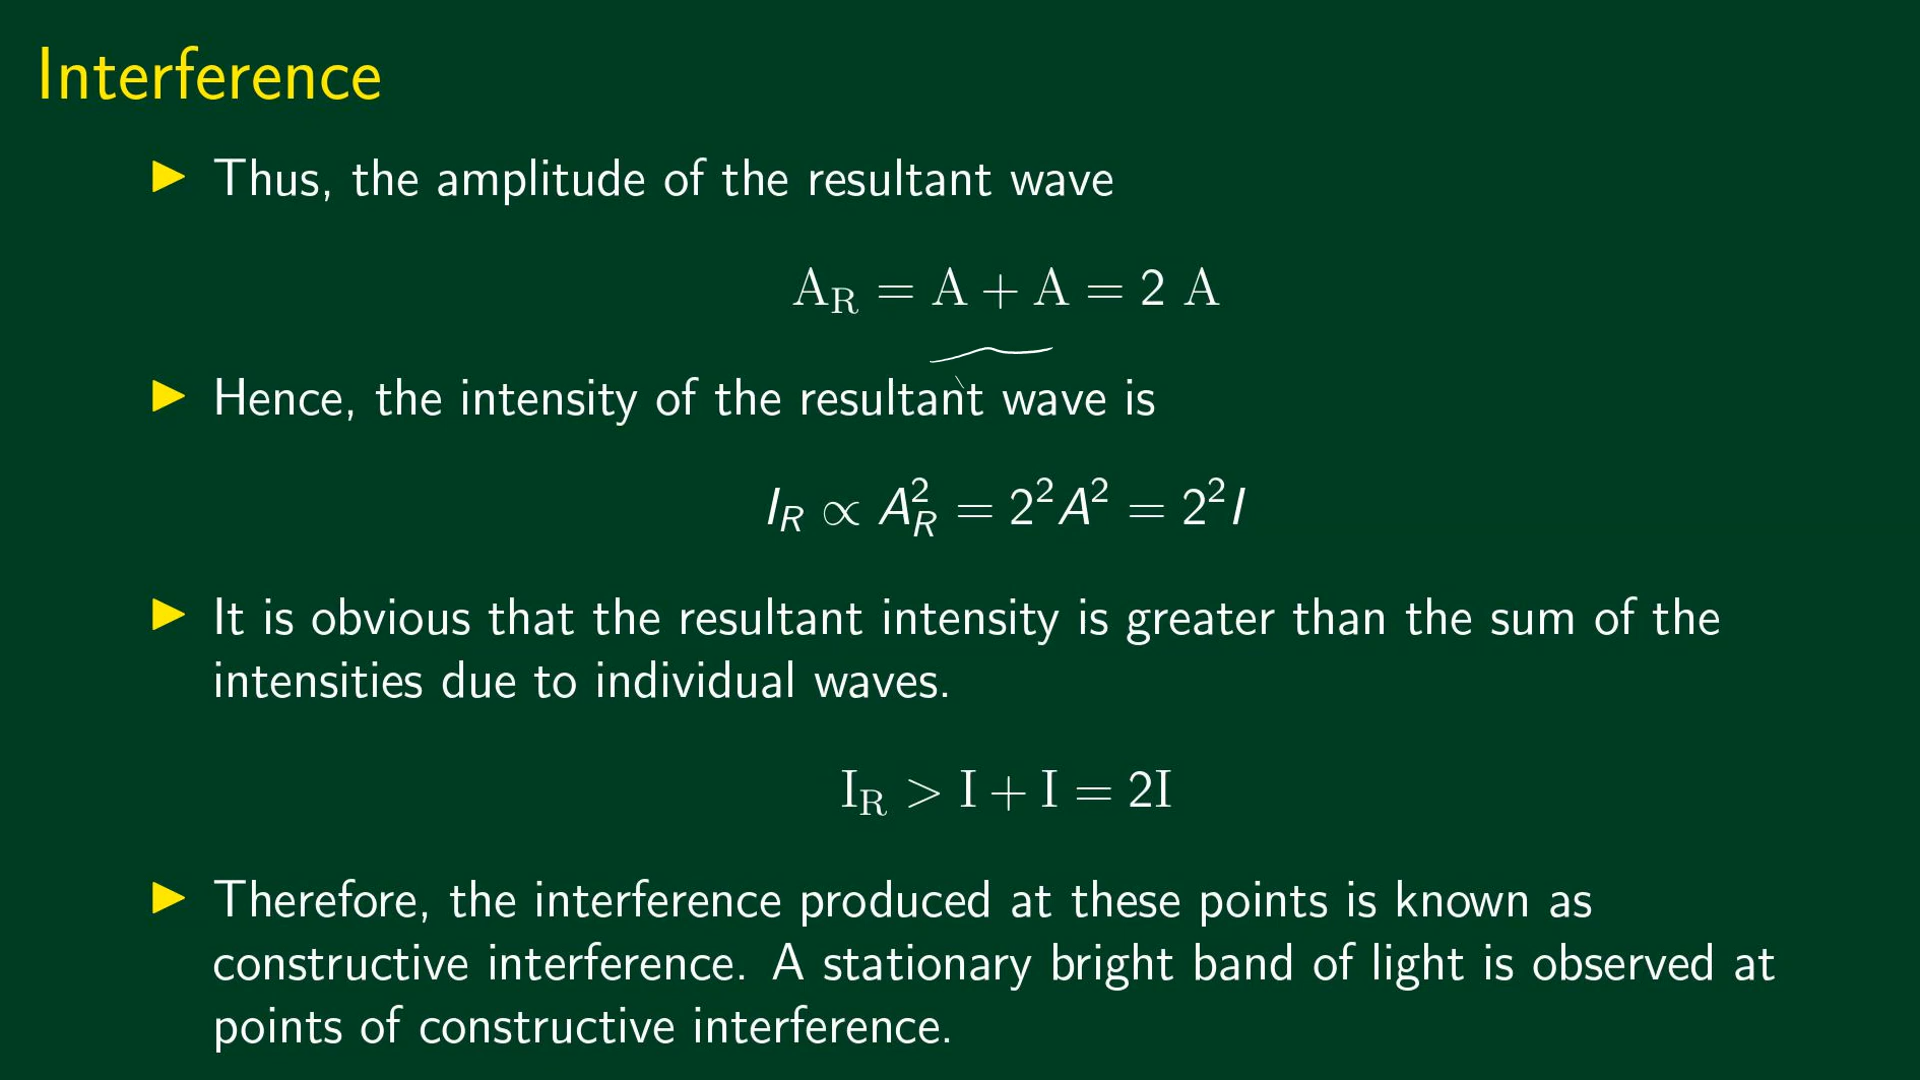 Interference
▶ Thus, the amplitude of the resultant wave
A_R = A + A = 2 A
▶ Hence, the intensity of the resultant wave is
I_R ∝ A_R^2 = 2^2A^2 = 2^2I
▶ It is obvious that the resultant intensity is greater than the sum of the
intensities due to individual waves.
I_R > I + I = 2I
▶ Therefore, the interference produced at these points is known as
constructive interference. A stationary bright band of light is observed at
points of constructive interference.